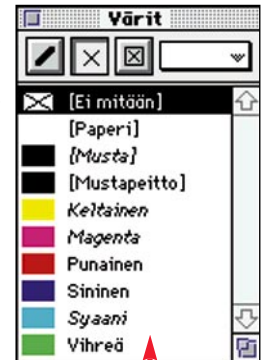 Värit
[Ei mitään]
[Paperi]
{Musta}
[Mustapeitto]
Keltainen
Magenta
Punainen
Sininen
Syaani
Vihreä